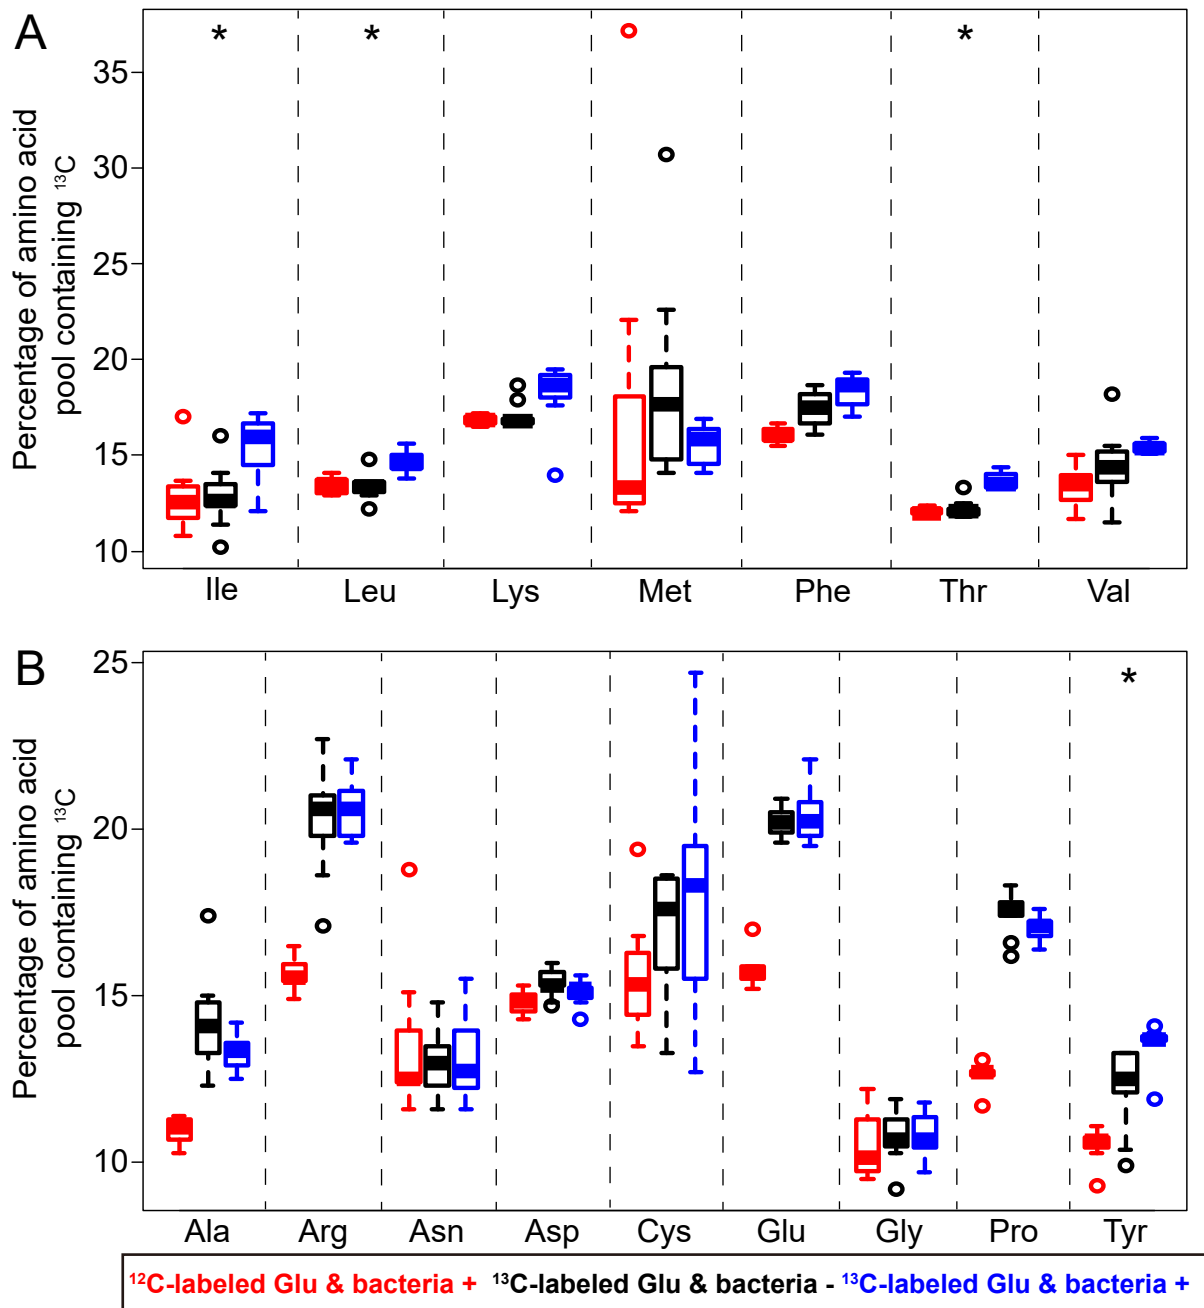 A
* * *
Percentage of amino acid
pool containing ¹³C
35
30
25
20
15
10
Ile Leu Lys Met Phe Thr Val
B
*
Percentage of amino acid
pool containing ¹³C
25
20
15
10
Ala Arg Asn Asp Cys Glu Gly Pro Tyr
¹²C-labeled Glu & bacteria + ¹³C-labeled Glu & bacteria - ¹³C-labeled Glu & bacteria +